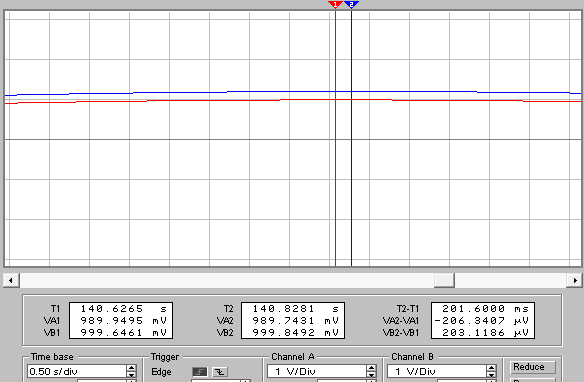 1 2
T1 140.6265 s T2 140.8281 s T2-T1 201.6000 ms
VA1 989.9495 mV VA2 989.7431 mV VA2-VA1 -206.3407 µV
VB1 999.6461 mV VB2 999.8492 mV VB2-VB1 203.1186 µV
Time base Trigger Channel A Channel B Reduce
0.50 s/div Edge 1 V/Div 1 V/Div